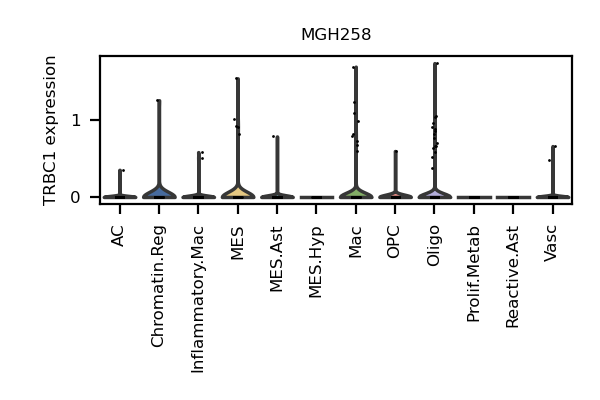 MGH258
TRBC1 expression
1
0
AC
Chromatin.Reg
Inflammatory.Mac
MES
MES.Ast
MES.Hyp
Mac
OPC
Oligo
Prolif.Metab
Reactive.Ast
Vasc